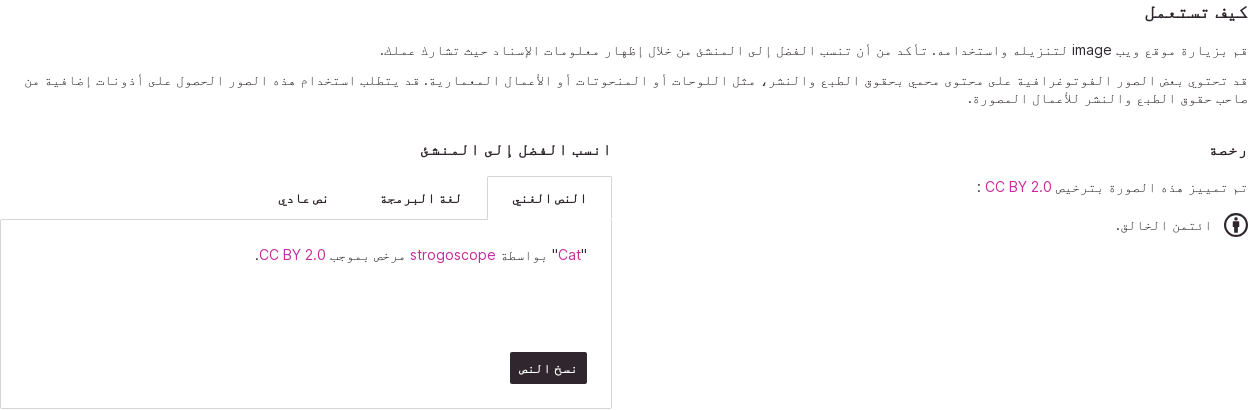 كيف تستعمل
قم بزيارة موقع ويب image لتنزيله واستخدامه. تأكد من أن تنسب الفضل إلى المنشئ من خلال إظهار معلومات الإسناد حيث تشارك عملك.
قد تحتوي بعض الصور الفوتوغرافية على محتوى محمي بحقوق الطبع والنشر، مثل اللوحات أو المنحوتات أو الأعمال المعمارية. قد يتطلب استخدام هذه الصور الحصول على أذونات إضافية من
صاحب حقوق الطبع والنشر للأعمال المصورة.
رخصة
تم تمييز هذه الصورة بترخيص CC BY 2.0 :
ائتمن الخالق.
انسب الفضل إلى المنشئ
النص الغني
لغة البرمجة
نص عادي
"Cat" بواسطة strogoscope مرخص بموجب CC BY 2.0.
نسخ النص